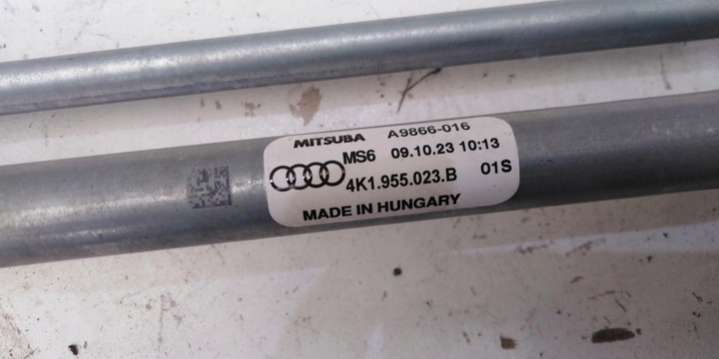 MITSUBA A9866-016
MS6 09.10.23 10:13
4K1.955.023.B 01S
MADE IN HUNGARY